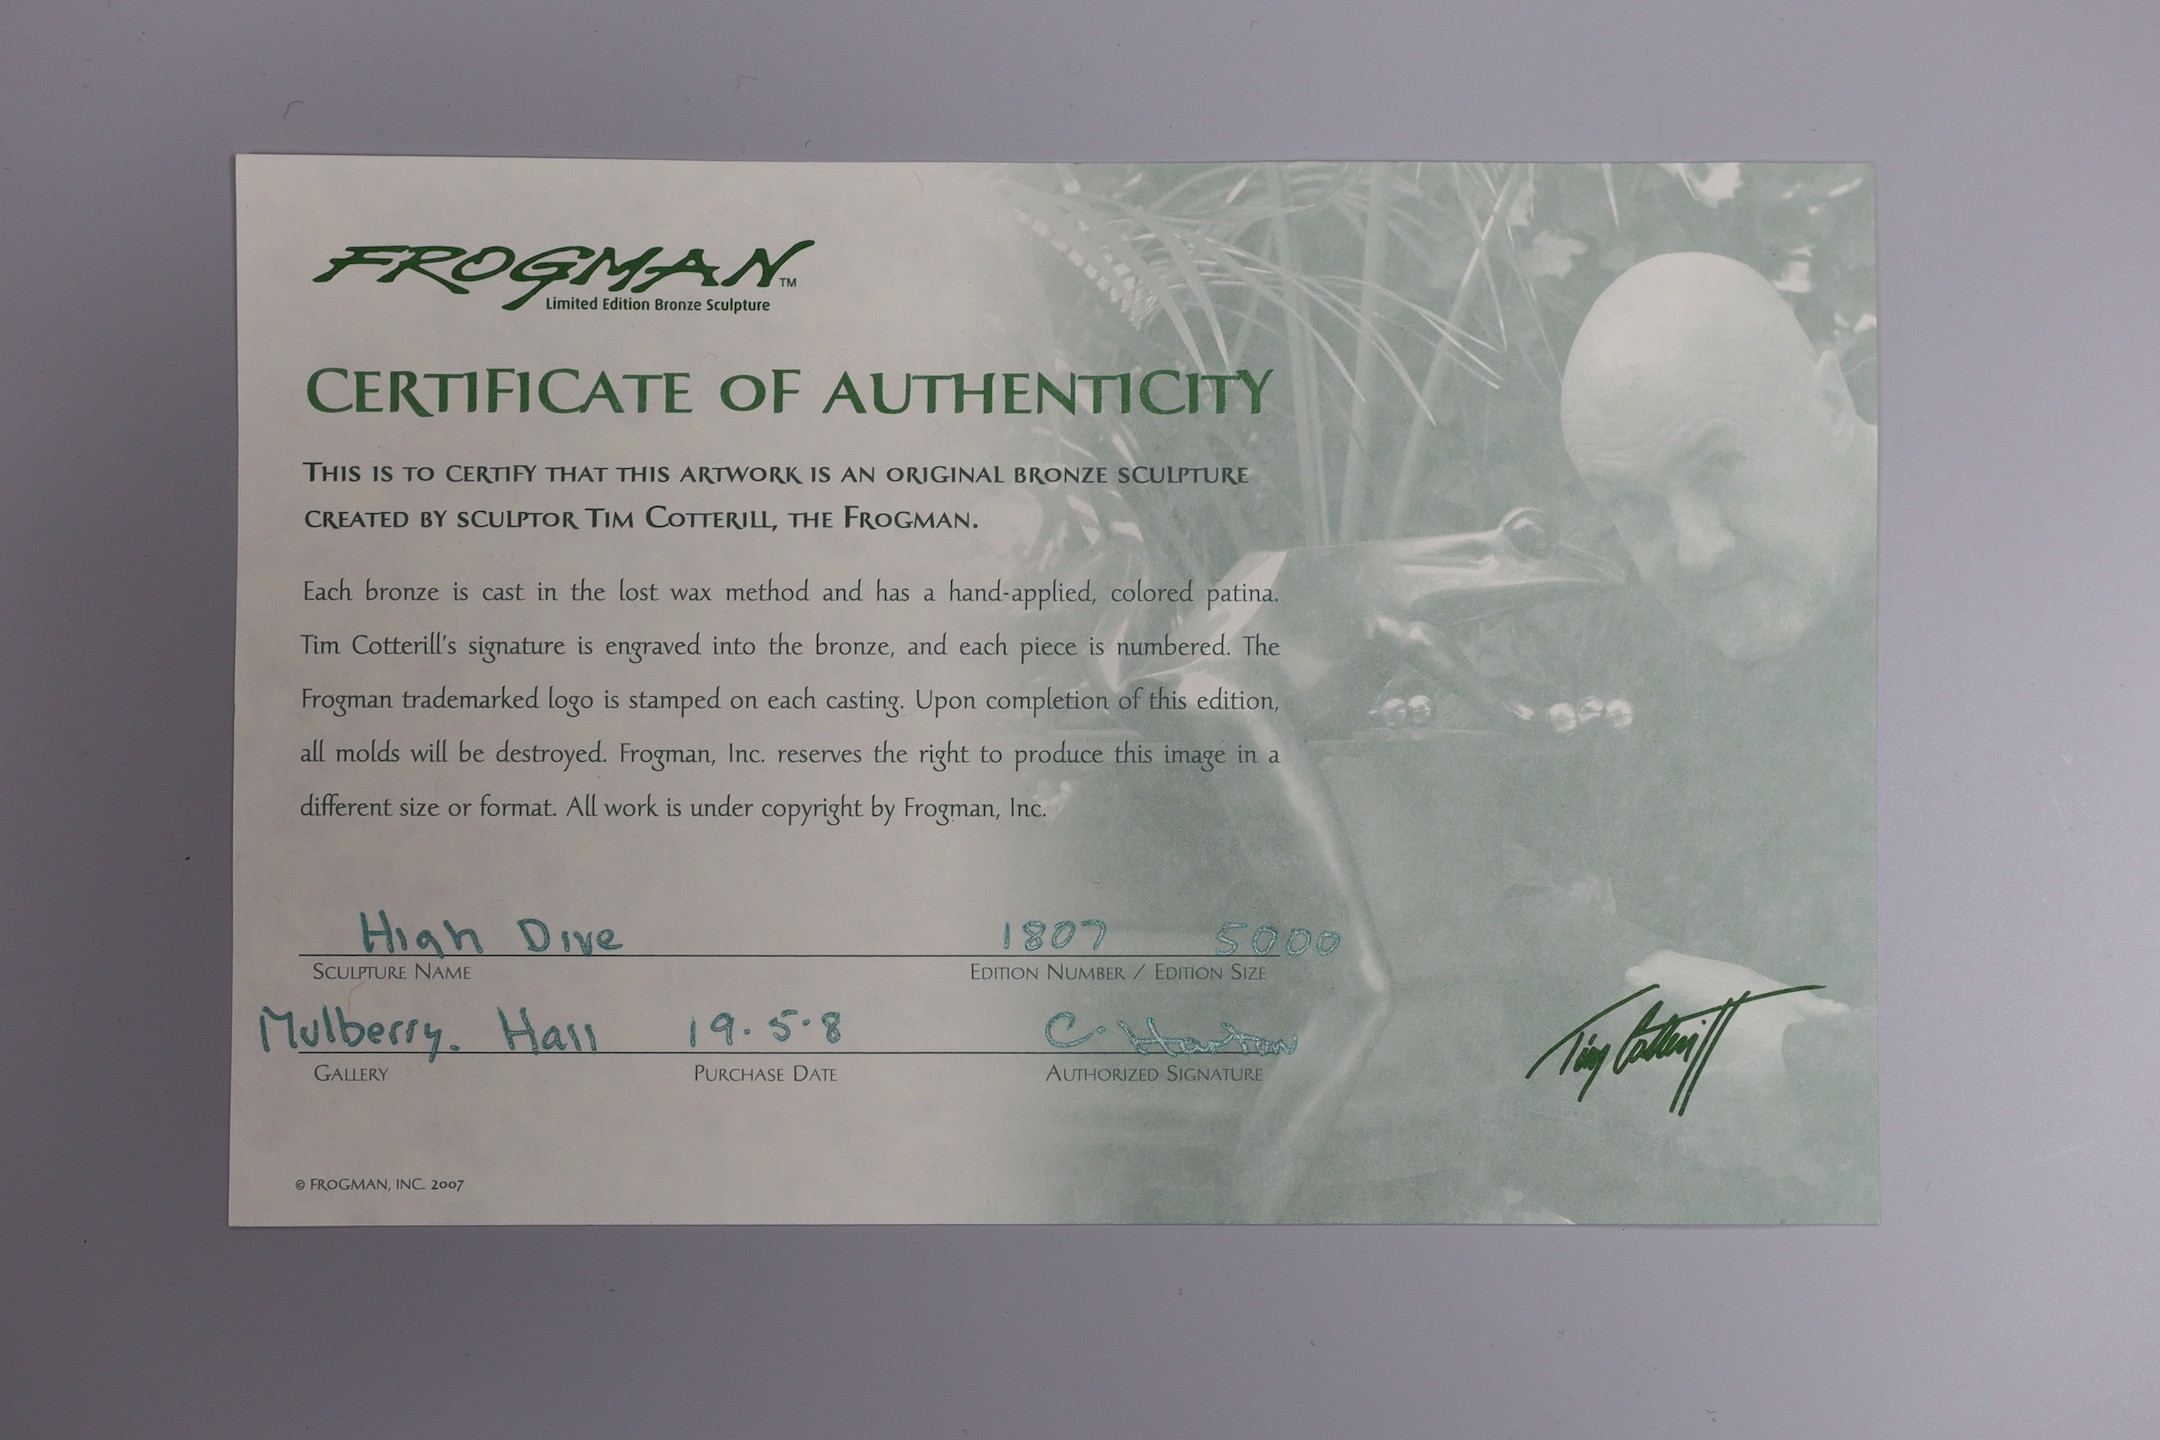 FROGMAN™
Limited Edition Bronze Sculpture
CERTIFICATE OF AUTHENTICITY
THIS IS TO CERTIFY THAT THIS ARTWORK IS AN ORIGINAL BRONZE SCULPTURE
CREATED BY SCULPTOR TIM COTTERILL, THE FROGMAN.
Each bronze is cast in the lost wax method and has a hand-applied, colored patina.
Tim Cotterill's signature is engraved into the bronze, and each piece is numbered. The
Frogman trademarked logo is stamped on each casting. Upon completion of this edition,
all molds will be destroyed. Frogman, Inc. reserves the right to produce this image in a
different size or format. All work is under copyright by Frogman, Inc.
High Dive 1807 5000
SCULPTURE NAME EDITION NUMBER / EDITION SIZE
Mulberry. Hall 19.5.8 C.
GALLERY PURCHASE DATE AUTHORIZED SIGNATURE
Tim Cotterill
© FROGMAN, INC. 2007